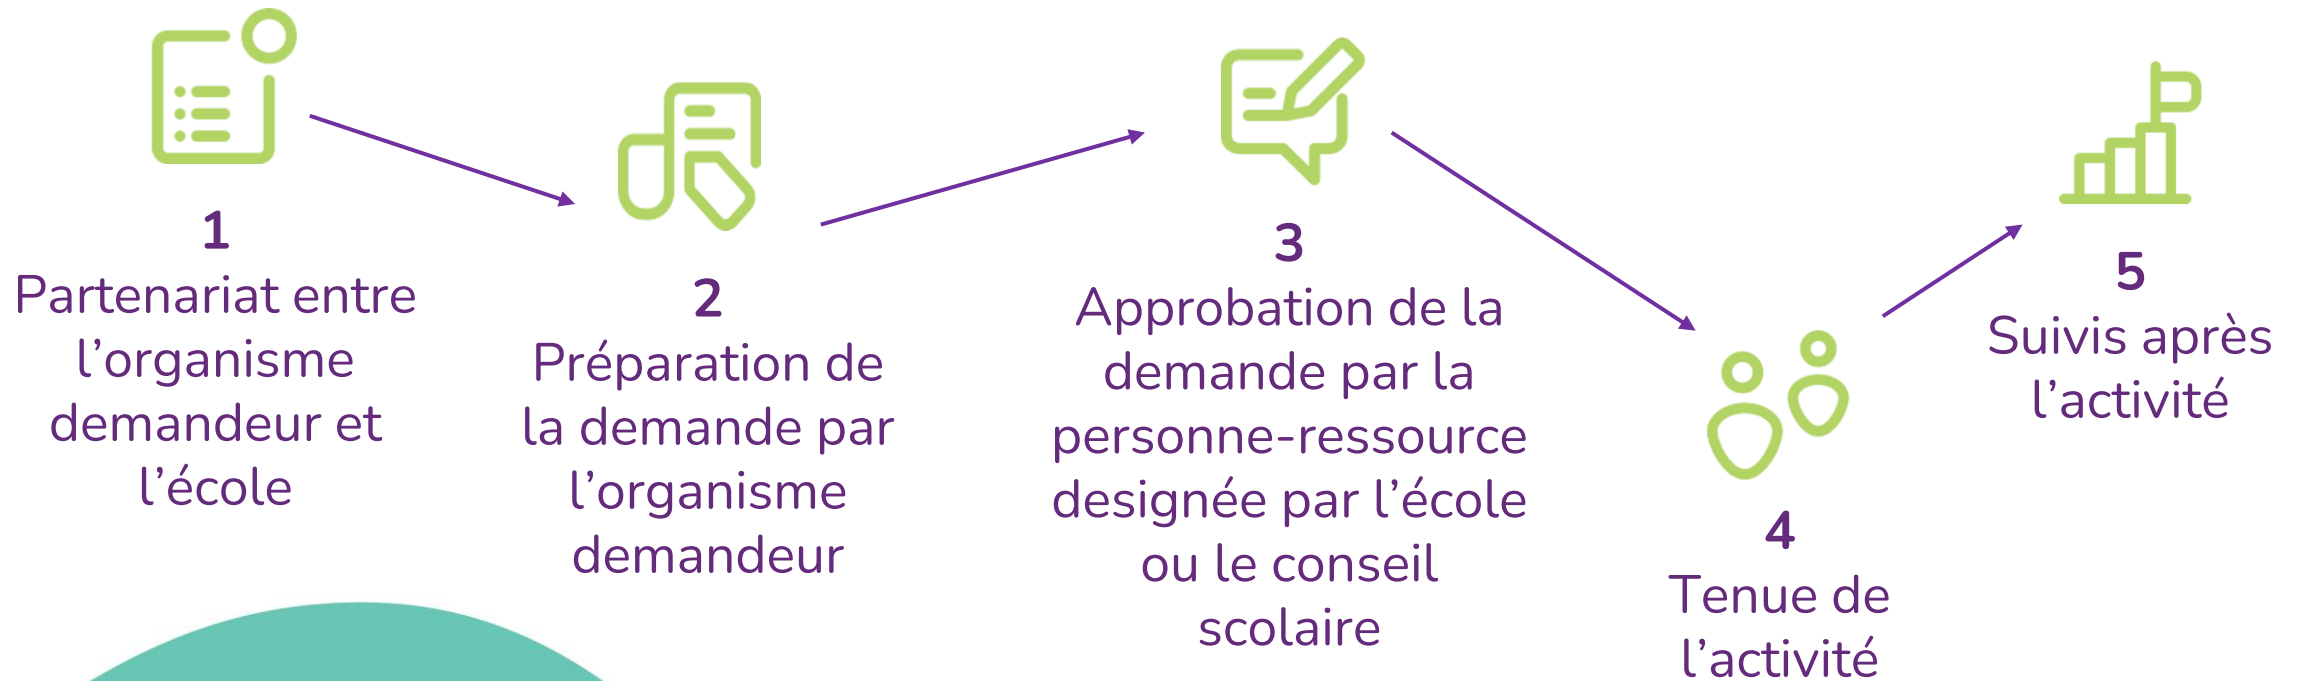 1
Partenariat entre
l’organisme
demandeur et
l’école
2
Préparation de
la demande par
l’organisme
demandeur
3
Approbation de la
demande par la
personne-ressource
designée par l’école
ou le conseil
scolaire
4
Tenue de
l’activité
5
Suivis après
l’activité